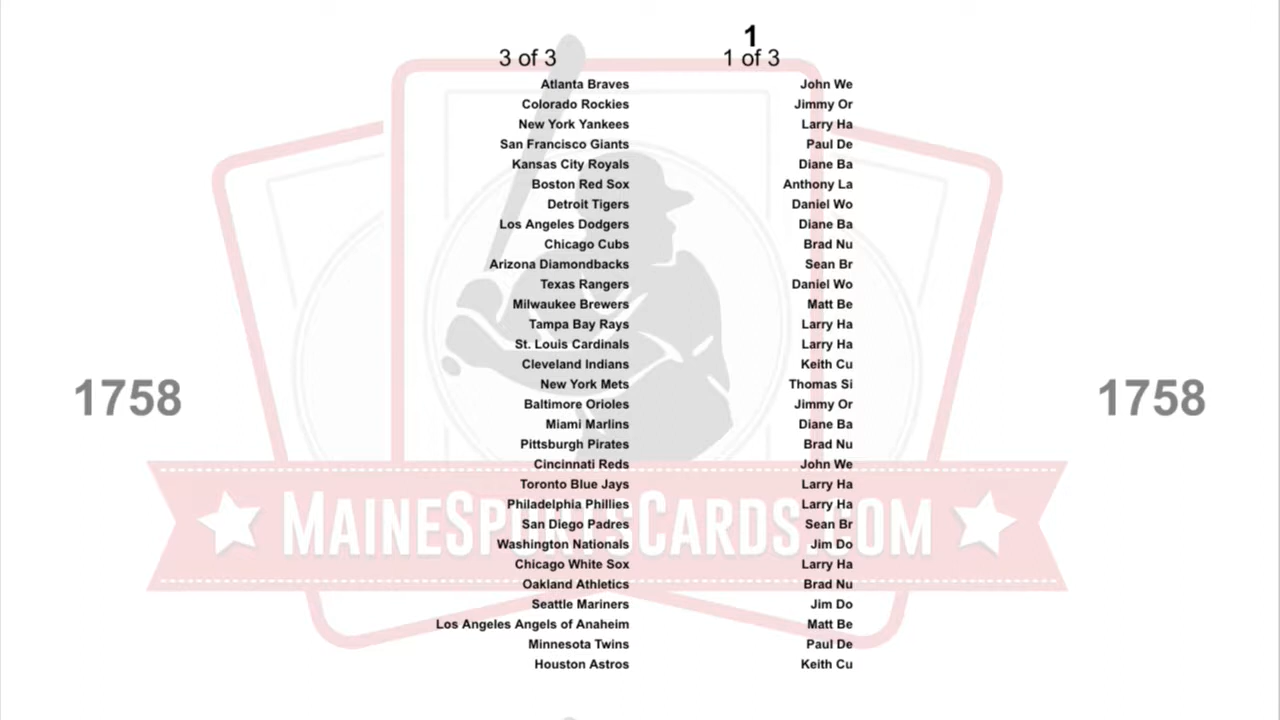 1
3 of 3 1 of 3
Atlanta Braves John We
Colorado Rockies Jimmy Or
New York Yankees Larry Ha
San Francisco Giants Paul De
Kansas City Royals Diane Ba
Boston Red Sox Anthony La
Detroit Tigers Daniel Wo
Los Angeles Dodgers Diane Ba
Chicago Cubs Brad Nu
Arizona Diamondbacks Sean Br
Texas Rangers Daniel Wo
Milwaukee Brewers Matt Be
Tampa Bay Rays Larry Ha
St. Louis Cardinals Larry Ha
Cleveland Indians Keith Cu
New York Mets Thomas Si
1758 1758
Baltimore Orioles Jimmy Or
Miami Marlins Diane Ba
Pittsburgh Pirates Brad Nu
Cincinnati Reds John We
Toronto Blue Jays Larry Ha
Philadelphia Phillies Larry Ha
MAINESPORTSCARDS.COM
San Diego Padres Sean Br
Washington Nationals Jim Do
Chicago White Sox Larry Ha
Oakland Athletics Brad Nu
Seattle Mariners Jim Do
Los Angeles Angels of Anaheim Matt Be
Minnesota Twins Paul De
Houston Astros Keith Cu